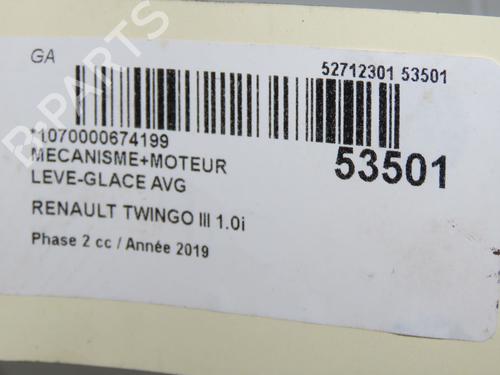 GA
52712301 53501
11070000674199
MECANISME+MOTEUR
53501
LEVE-GLACE AVG
RENAULT TWINGO III 1.0i
Phase 2 cc / Année 2019
B-PARTS